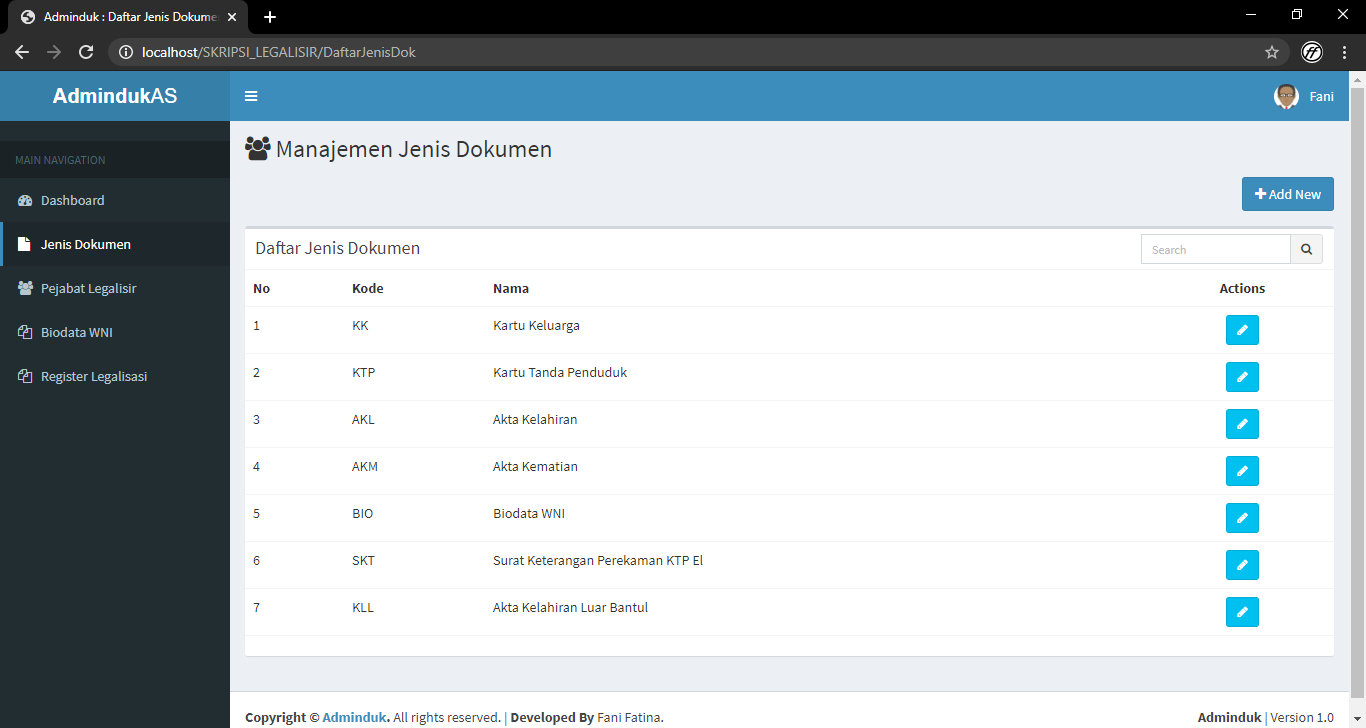 Adminduk : Daftar Jenis Dokume
localhost/SKRIPSI_LEGALISIR/DaftarJenisDok
AdmindukAS
Fani
MAIN NAVIGATION
Dashboard
Jenis Dokumen
Pejabat Legalisir
Biodata WNI
Register Legalisasi
Manajemen Jenis Dokumen
Add New
Daftar Jenis Dokumen
Search
No Kode Nama Actions
1 KK Kartu Keluarga
2 KTP Kartu Tanda Penduduk
3 AKL Akta Kelahiran
4 AKM Akta Kematian
5 BIO Biodata WNI
6 SKT Surat Keterangan Perekaman KTP El
7 KLL Akta Kelahiran Luar Bantul
Copyright © Adminduk. All rights reserved. | Developed By Fani Fatina.
Adminduk | Version 1.0